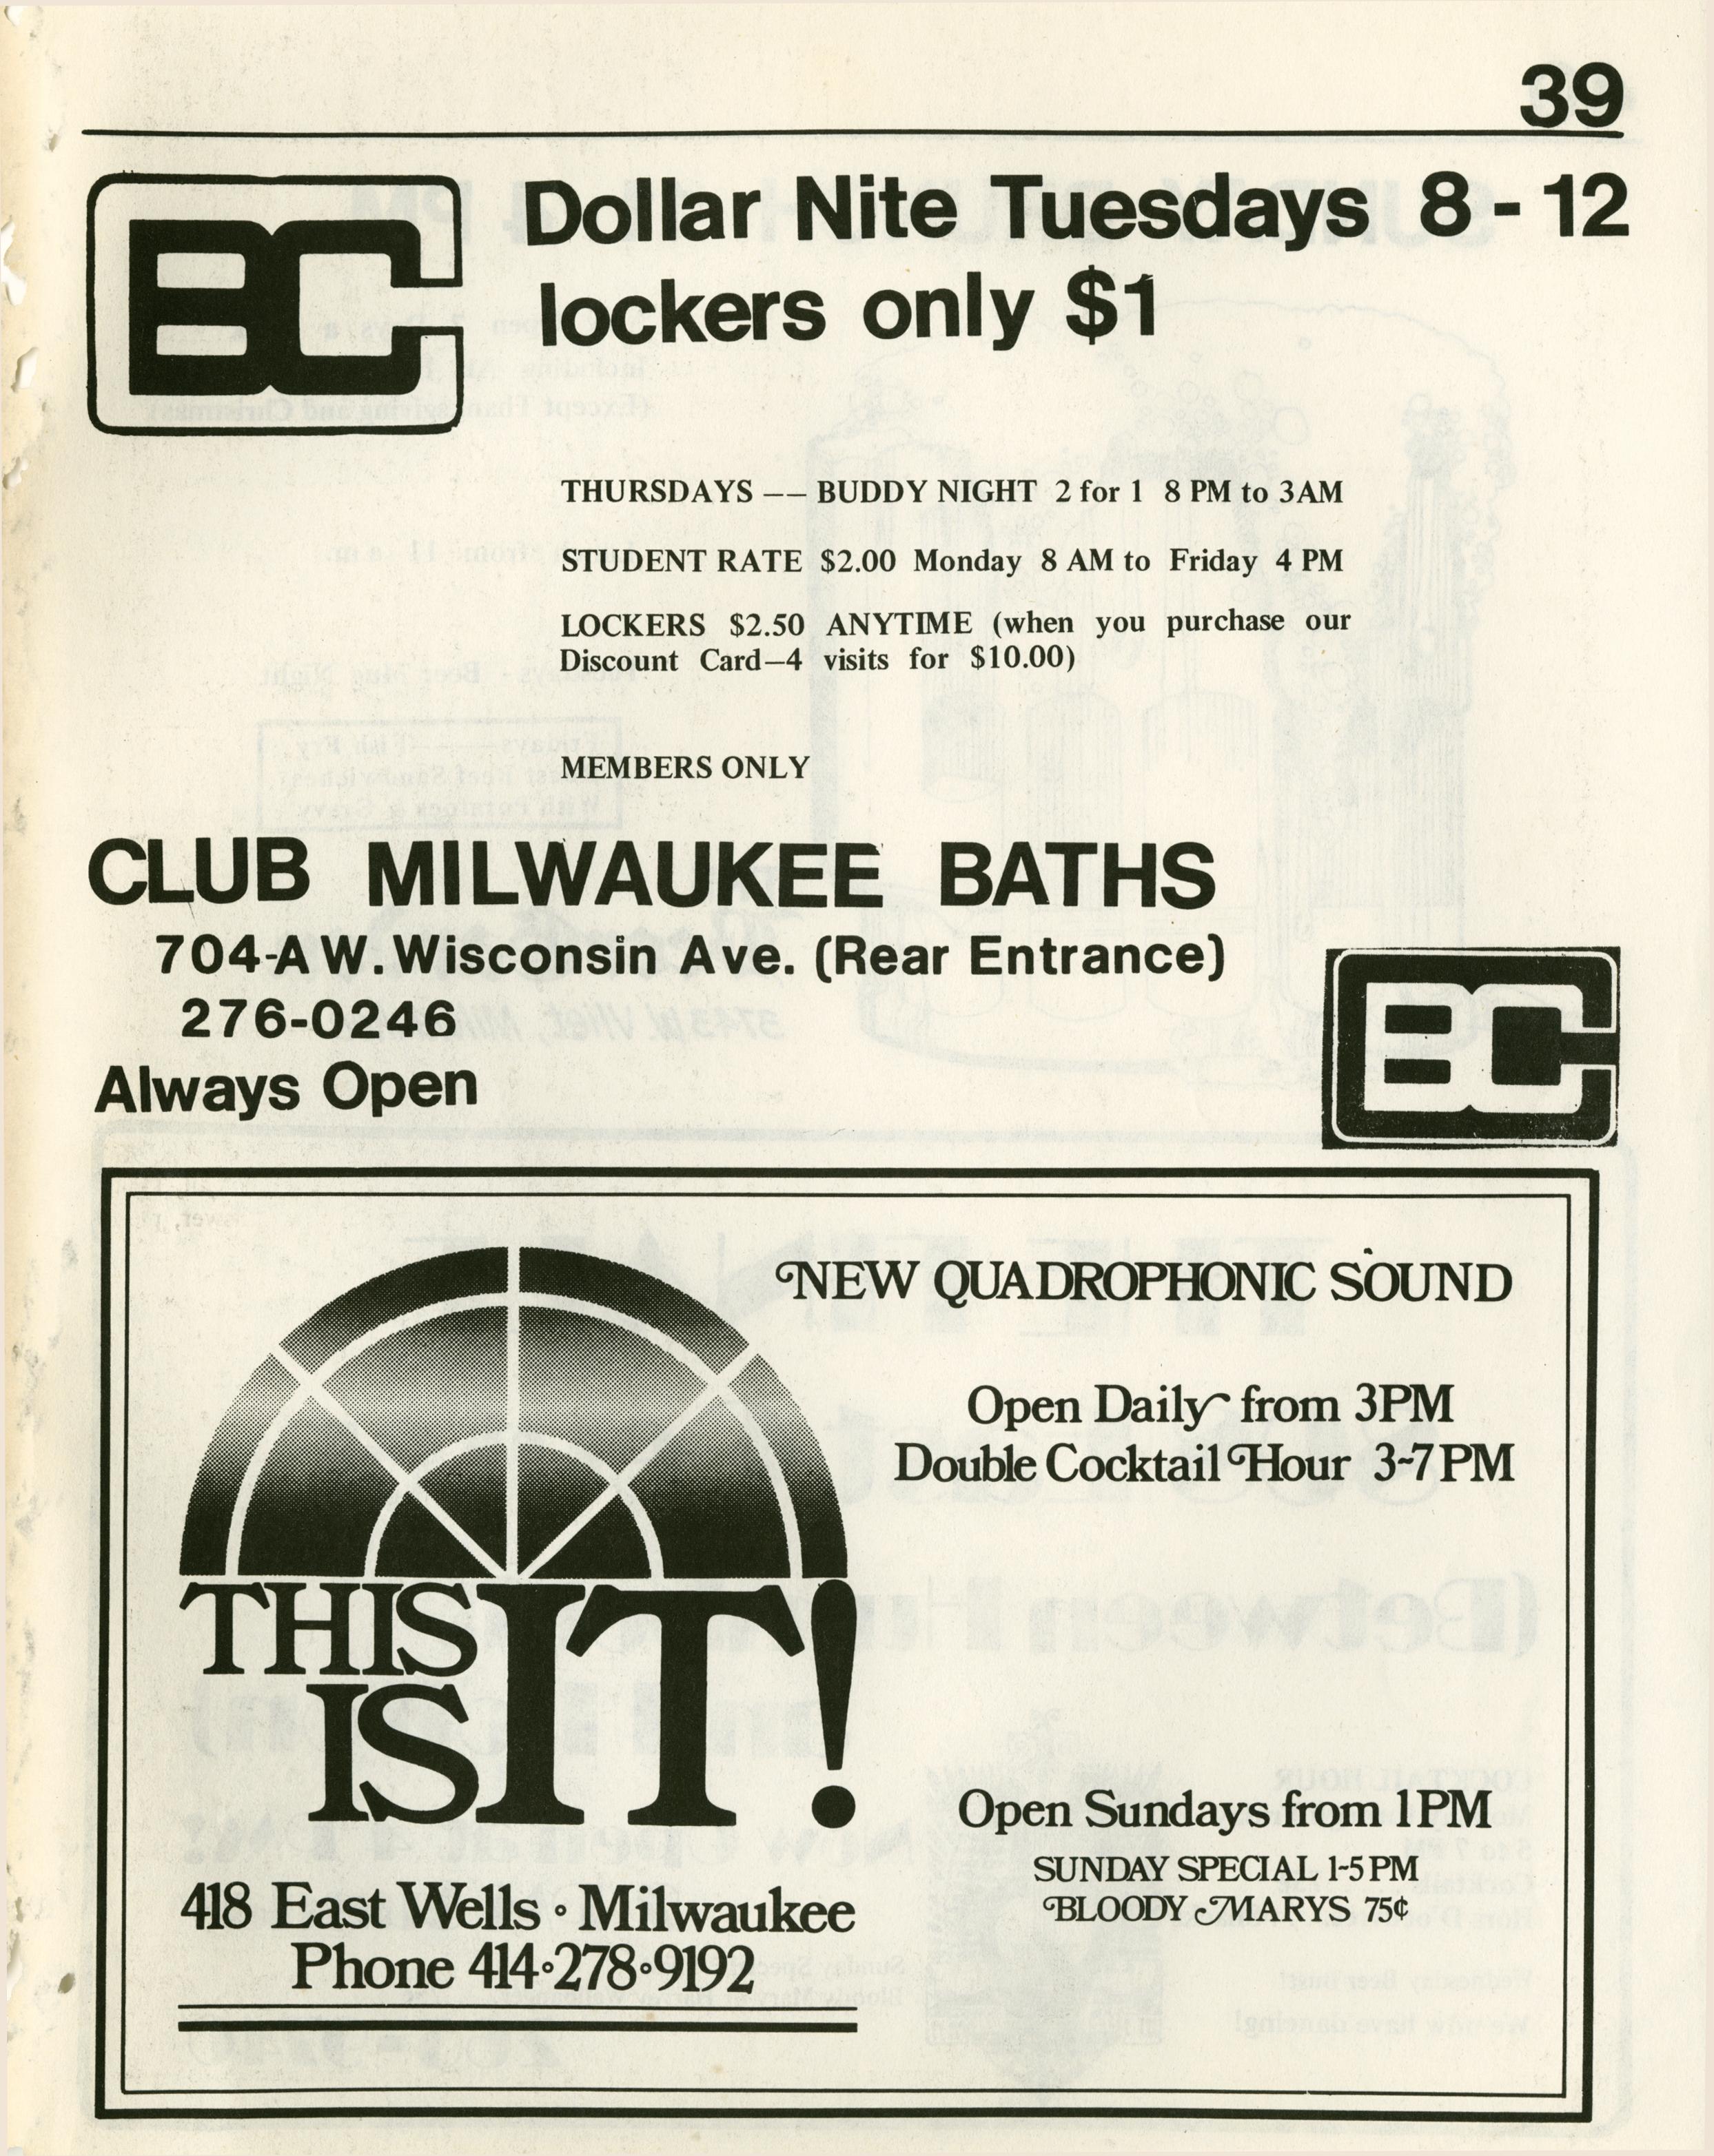 39
BC
Dollar Nite Tuesdays 8 - 12
lockers only $1
THURSDAYS —— BUDDY NIGHT 2 for 1 8 PM to 3AM
STUDENT RATE $2.00 Monday 8 AM to Friday 4 PM
LOCKERS $2.50 ANYTIME (when you purchase our
Discount Card—4 visits for $10.00)
MEMBERS ONLY
CLUB MILWAUKEE BATHS
704-A W. Wisconsin Ave. (Rear Entrance)
276-0246
Always Open
BC
NEW QUADROPHONIC SOUND
Open Daily from 3PM
Double Cocktail Hour 3-7PM
THIS IS IT!
Open Sundays from 1PM
SUNDAY SPECIAL 1-5PM
BLOODY MARYS 75¢
418 East Wells • Milwaukee
Phone 414•278•9192